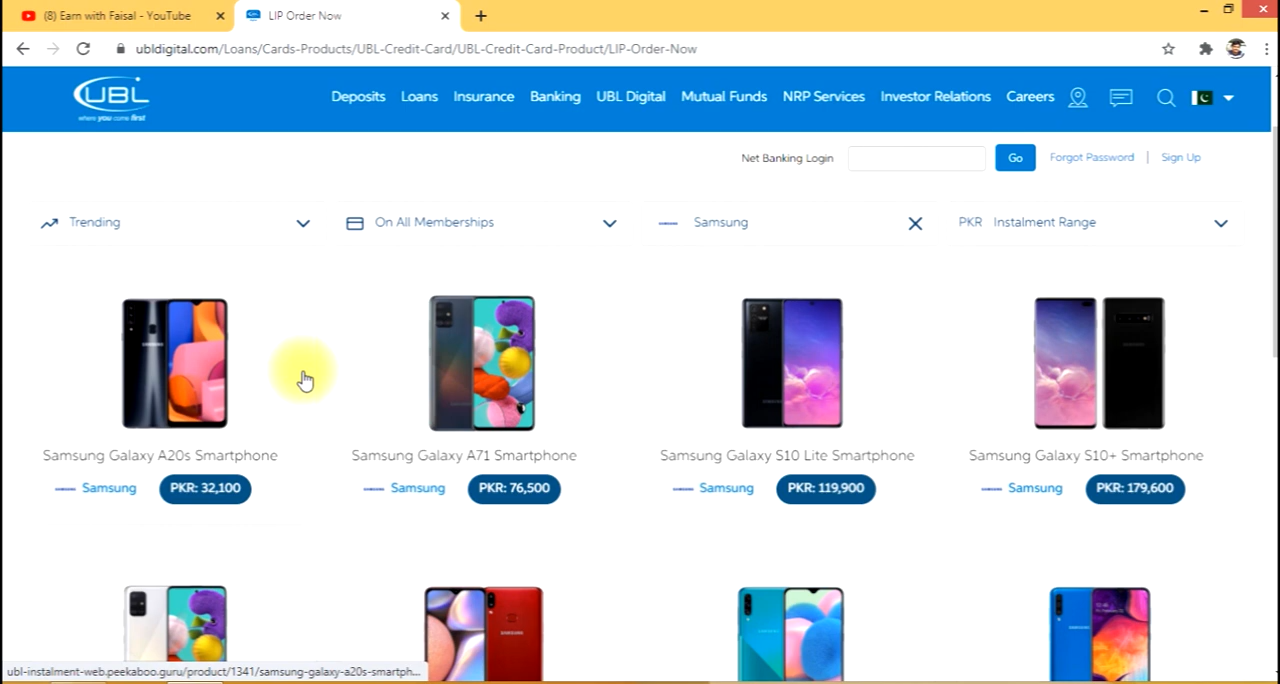 (8) Earn with Faisal - YouTube
LIP Order Now
ubldigital.com/Loans/Cards-Products/UBL-Credit-Card/UBL-Credit-Card-Product/LIP-Order-Now
UBL
where you come first
Deposits Loans Insurance Banking UBL Digital Mutual Funds NRP Services Investor Relations Careers
Net Banking Login Go Forgot Password | Sign Up
Trending On All Memberships Samsung PKR Instalment Range
Samsung Galaxy A20s Smartphone Samsung Galaxy A71 Smartphone Samsung Galaxy S10 Lite Smartphone Samsung Galaxy S10+ Smartphone
Samsung PKR: 32,100 Samsung PKR: 76,500 Samsung PKR: 119,900 Samsung PKR: 179,600
ubl-instalment-web.peekaboo.guru/product/1341/samsung-galaxy-a20s-smartph...